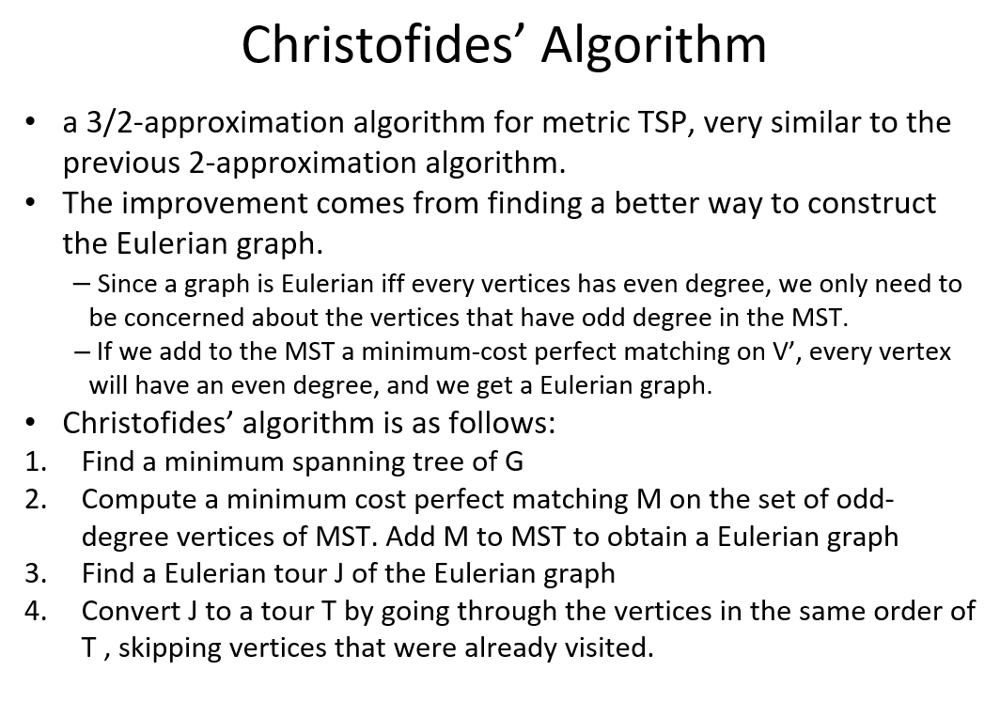 Christofides’ Algorithm
• a 3/2-approximation algorithm for metric TSP, very similar to the
previous 2-approximation algorithm.
• The improvement comes from finding a better way to construct
the Eulerian graph.
– Since a graph is Eulerian iff every vertices has even degree, we only need to
be concerned about the vertices that have odd degree in the MST.
– If we add to the MST a minimum-cost perfect matching on V’, every vertex
will have an even degree, and we get a Eulerian graph.
• Christofides’ algorithm is as follows:
1. Find a minimum spanning tree of G
2. Compute a minimum cost perfect matching M on the set of odd-
degree vertices of MST. Add M to MST to obtain a Eulerian graph
3. Find a Eulerian tour J of the Eulerian graph
4. Convert J to a tour T by going through the vertices in the same order of
T , skipping vertices that were already visited.